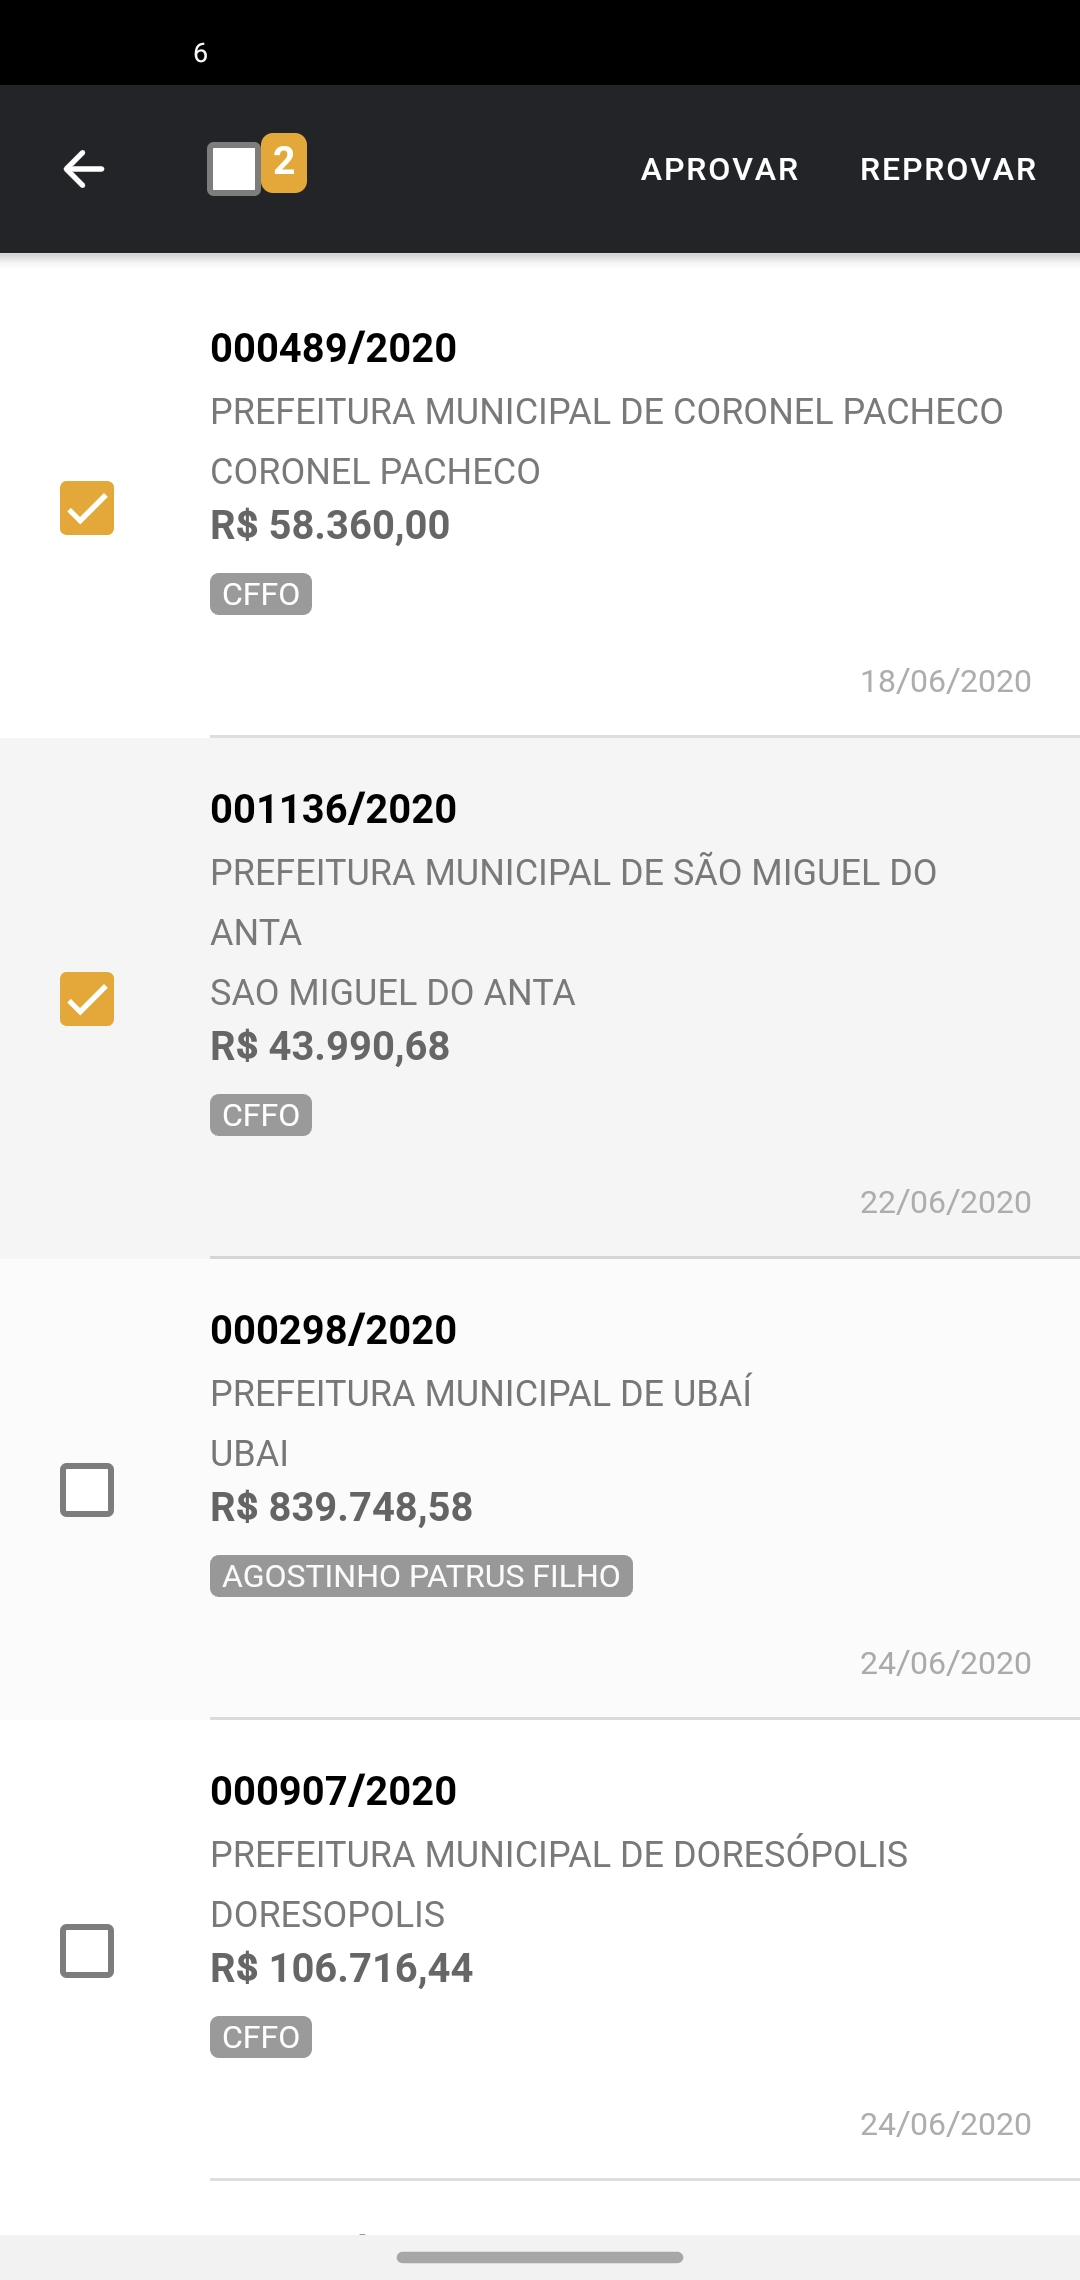 6
2
APROVAR REPROVAR
000489/2020
PREFEITURA MUNICIPAL DE CORONEL PACHECO
CORONEL PACHECO
R$ 58.360,00
CFFO
18/06/2020
001136/2020
PREFEITURA MUNICIPAL DE SÃO MIGUEL DO
ANTA
SAO MIGUEL DO ANTA
R$ 43.990,68
CFFO
22/06/2020
000298/2020
PREFEITURA MUNICIPAL DE UBAÍ
UBAI
R$ 839.748,58
AGOSTINHO PATRUS FILHO
24/06/2020
000907/2020
PREFEITURA MUNICIPAL DE DORESÓPOLIS
DORESOPOLIS
R$ 106.716,44
CFFO
24/06/2020